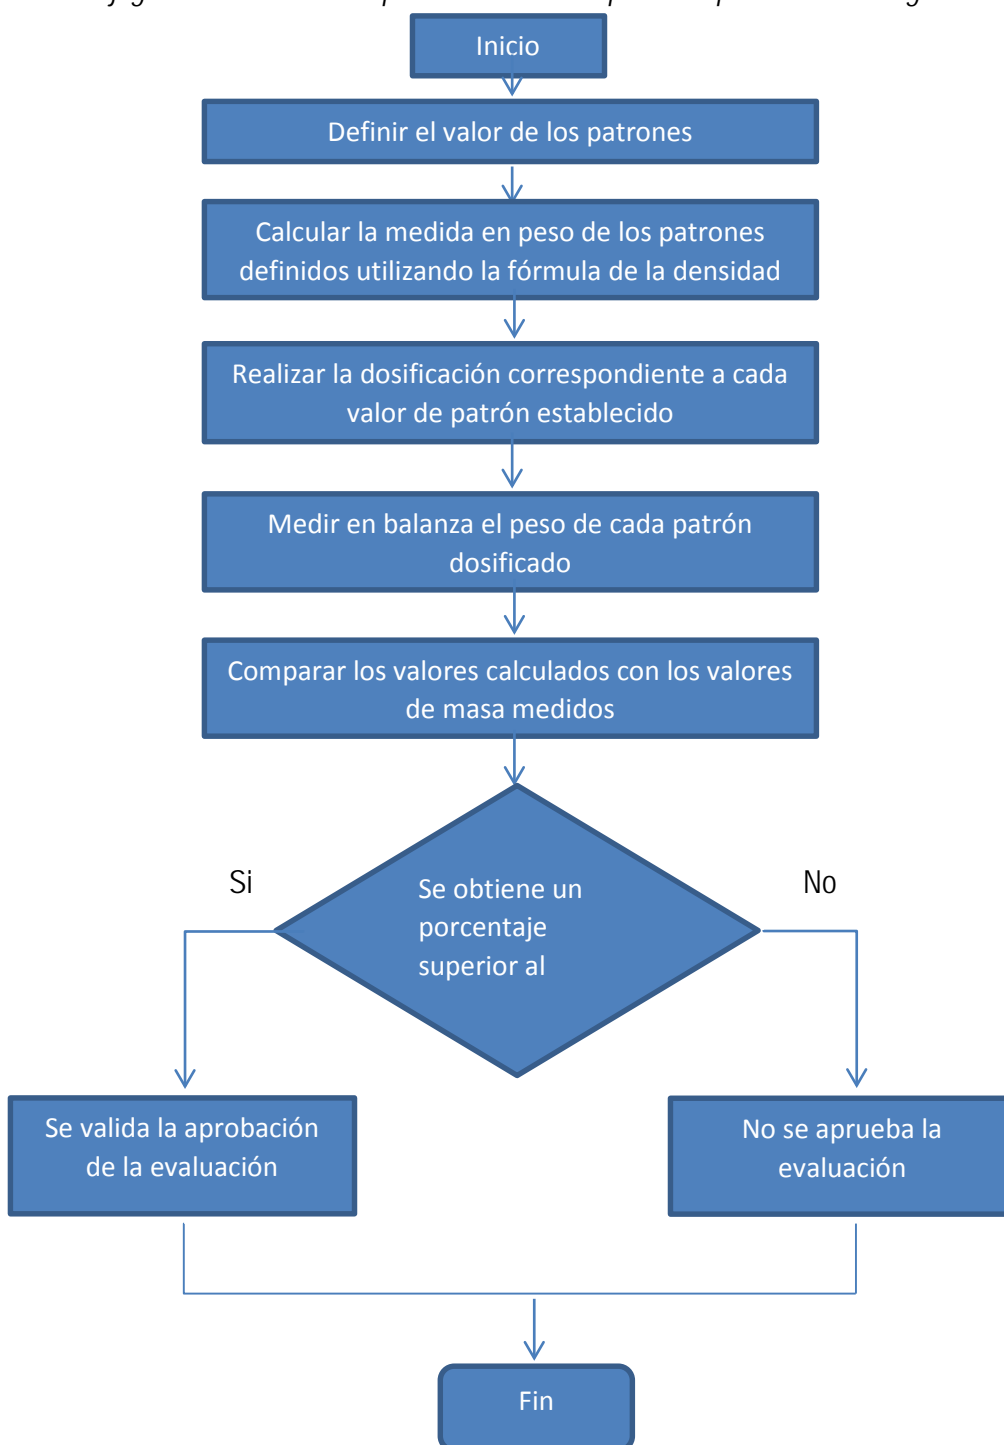 Inicio
Definir el valor de los patrones
Calcular la medida en peso de los patrones
definidos utilizando la fórmula de la densidad
Realizar la dosificación correspondiente a cada
valor de patrón establecido
Medir en balanza el peso de cada patrón
dosificado
Comparar los valores calculados con los valores
de masa medidos
Si
No
Se obtiene un
porcentaje
superior al
Se valida la aprobación
de la evaluación
No se aprueba la
evaluación
Fin